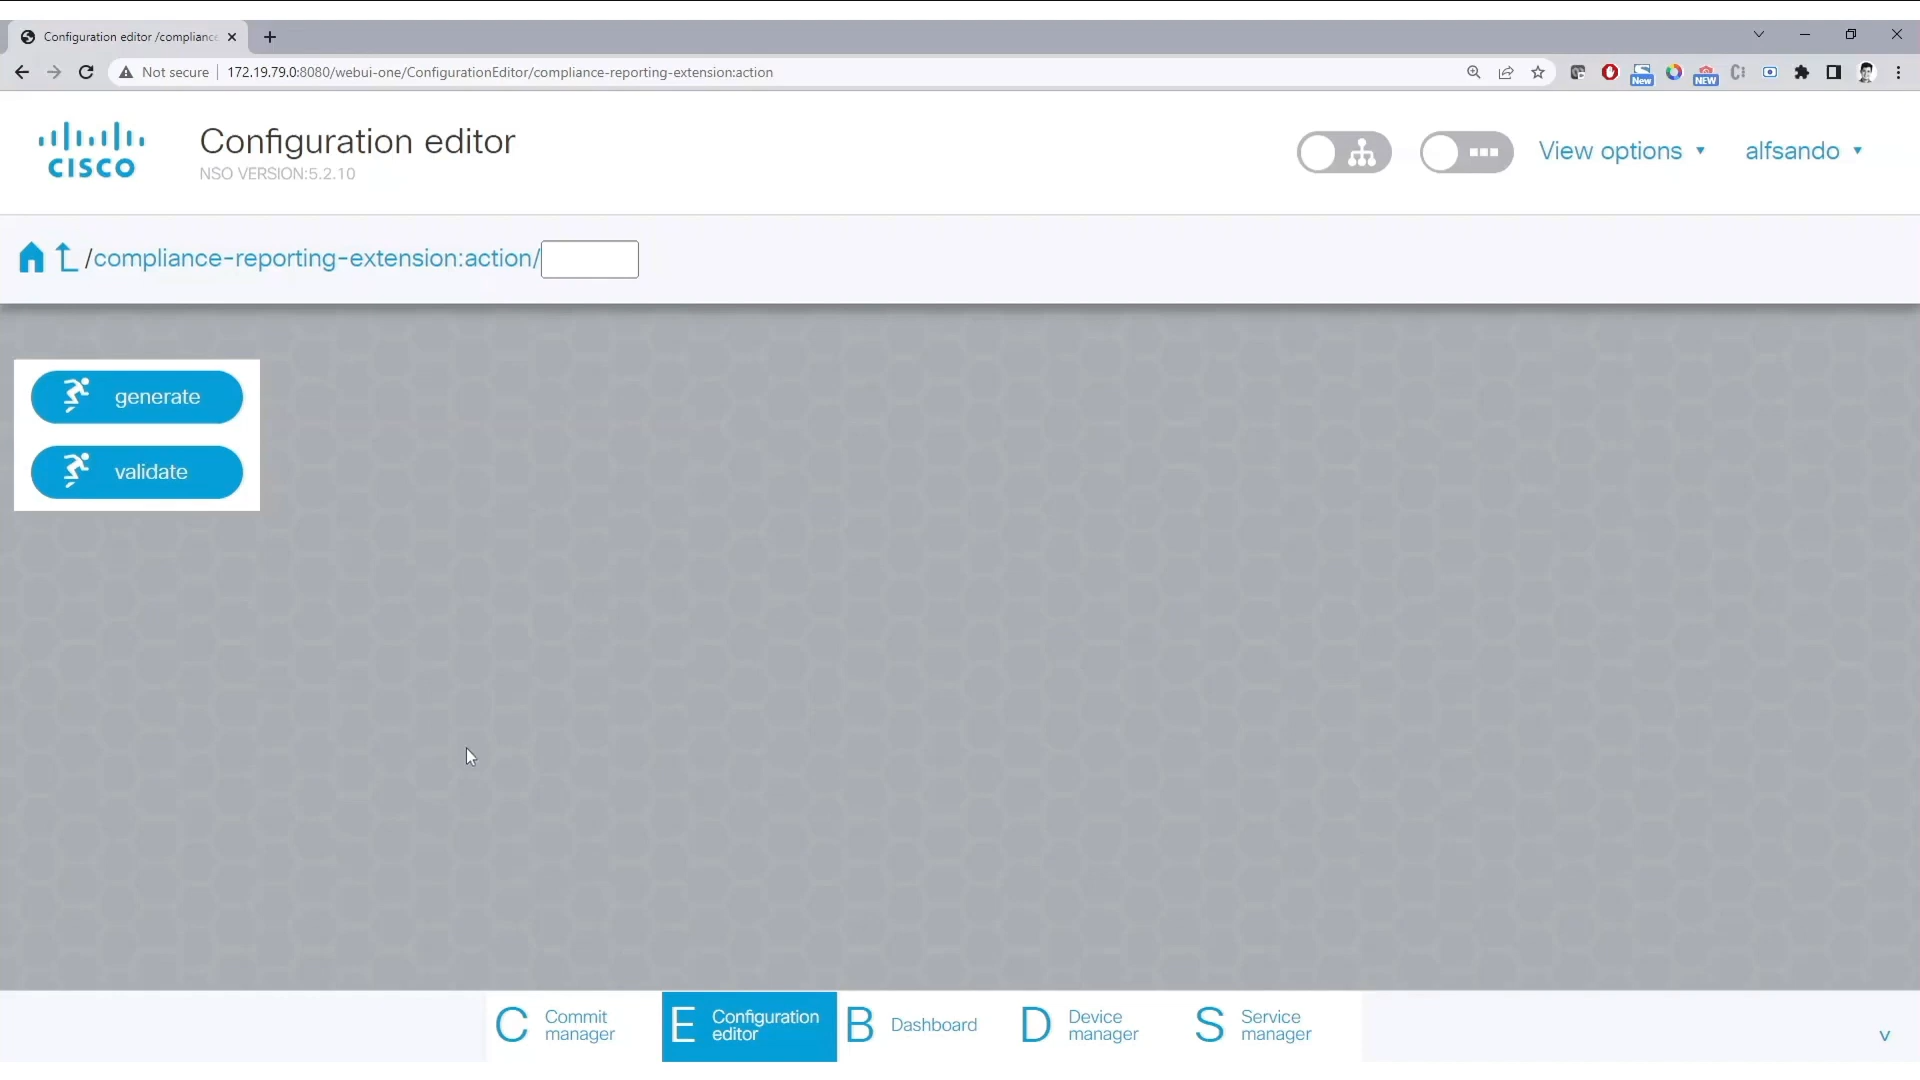 Configuration editor /compliance
Not secure
172.19.79.0:8080/webui-one/ConfigurationEditor/compliance-reporting-extension:action
New
NEW
CISCO
Configuration editor
NSO VERSION:5.2.10
View options
alfsando
/compliance-reporting-extension:action/
generate
validate
C Commit
manager
E Configuration
editor
B Dashboard
D Device
manager
S Service
manager
v